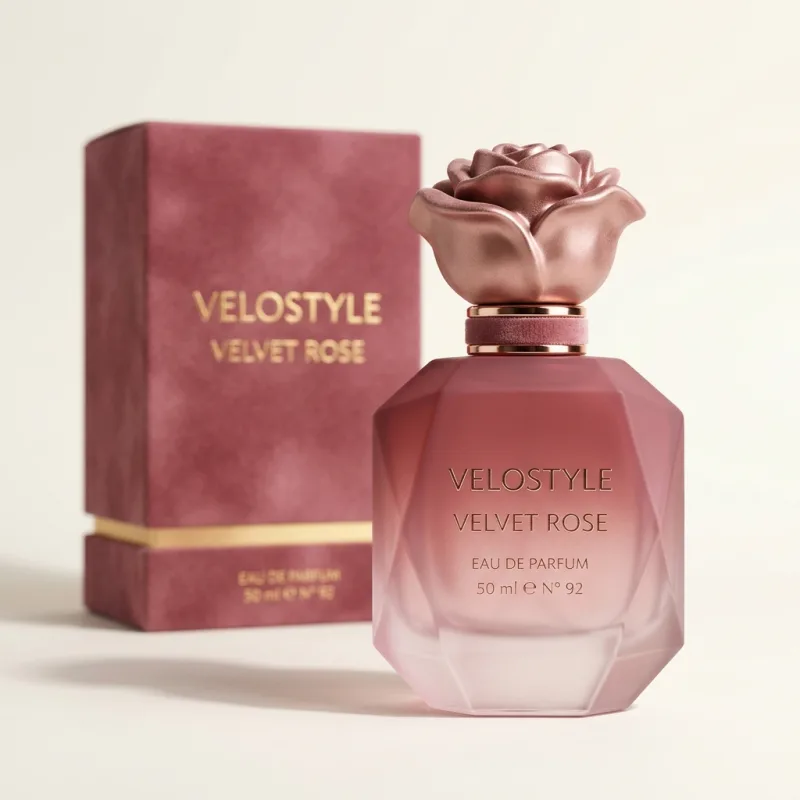 VELOSTYLE
VELVET ROSE
EAU DE PARFUM
50 ml ℮ N° 92
VELOSTYLE
VELVET ROSE
EAU DE PARFUM
50 ml ℮ N° 92